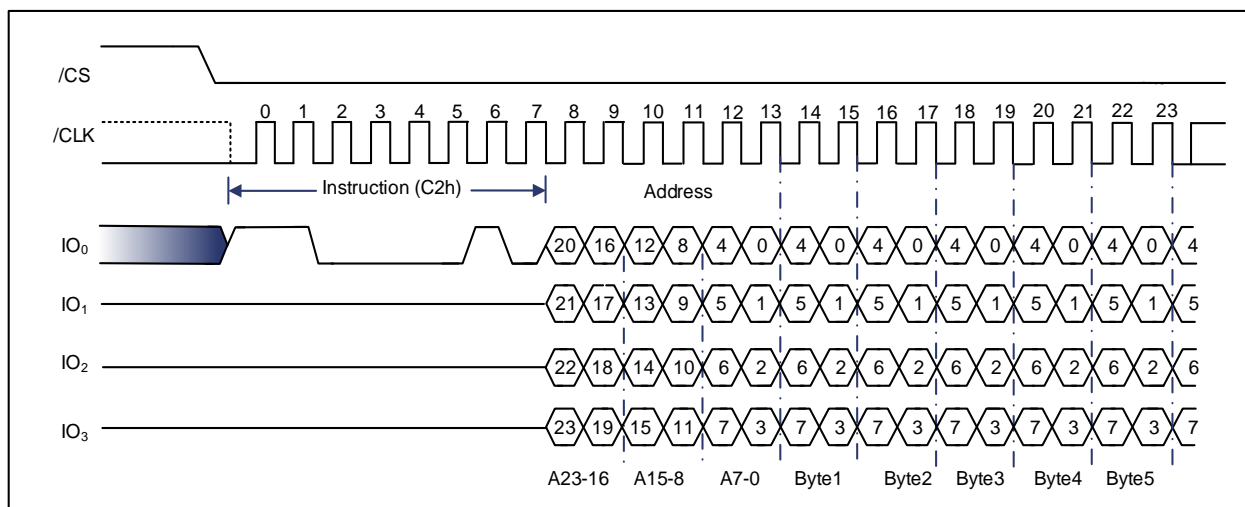 /CS
0 1 2 3 4 5 6 7 8 9 10 11 12 13 14 15 16 17 18 19 20 21 22 23
/CLK
Instruction (C2h) Address
IO0 20 16 12 8 4 0 4 0 4 0 4 0 4 0 4 0 4
IO1 21 17 13 9 5 1 5 1 5 1 5 1 5 1 5 1 5
IO2 22 18 14 10 6 2 6 2 6 2 6 2 6 2 6 2 6
IO3 23 19 15 11 7 3 7 3 7 3 7 3 7 3 7 3 7
A23-16 A15-8 A7-0 Byte1 Byte2 Byte3 Byte4 Byte5